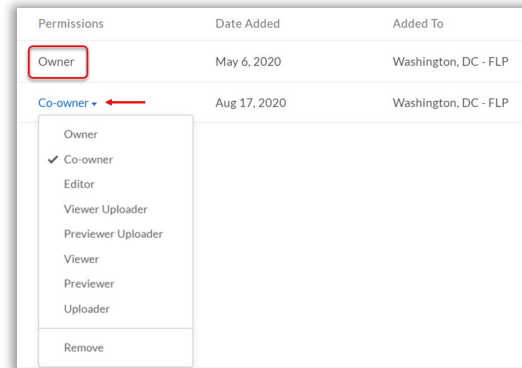 Permissions Date Added Added To
Owner May 6, 2020 Washington, DC - FLP
Co-owner Aug 17, 2020 Washington, DC - FLP
Owner
Co-owner
Editor
Viewer Uploader
Previewer Uploader
Viewer
Previewer
Uploader
Remove